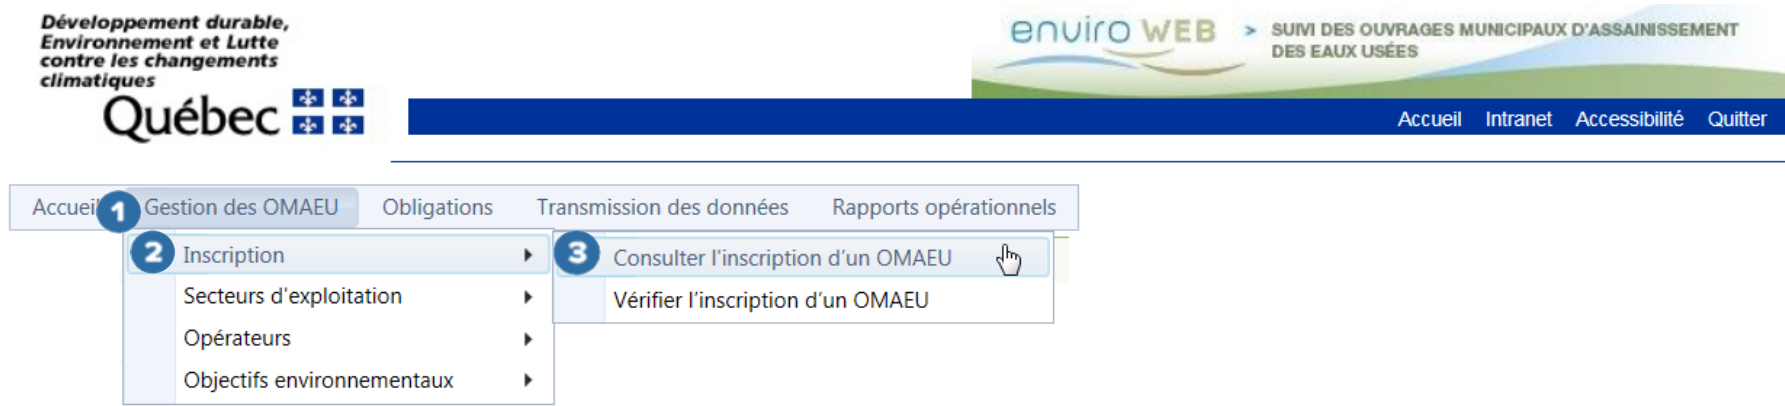 Développement durable,
Environnement et Lutte
contre les changements
climatiques
Québec
enviro WEB > SUIVI DES OUVRAGES MUNICIPAUX D'ASSAINISSEMENT
DES EAUX USÉES
Accueil Intranet Accessibilité Quitter
Accueil 1 Gestion des OMAEU Obligations Transmission des données Rapports opérationnels
2 Inscription
3 Consulter l'inscription d'un OMAEU
Secteurs d'exploitation
Vérifier l'inscription d'un OMAEU
Opérateurs
Objectifs environnementaux